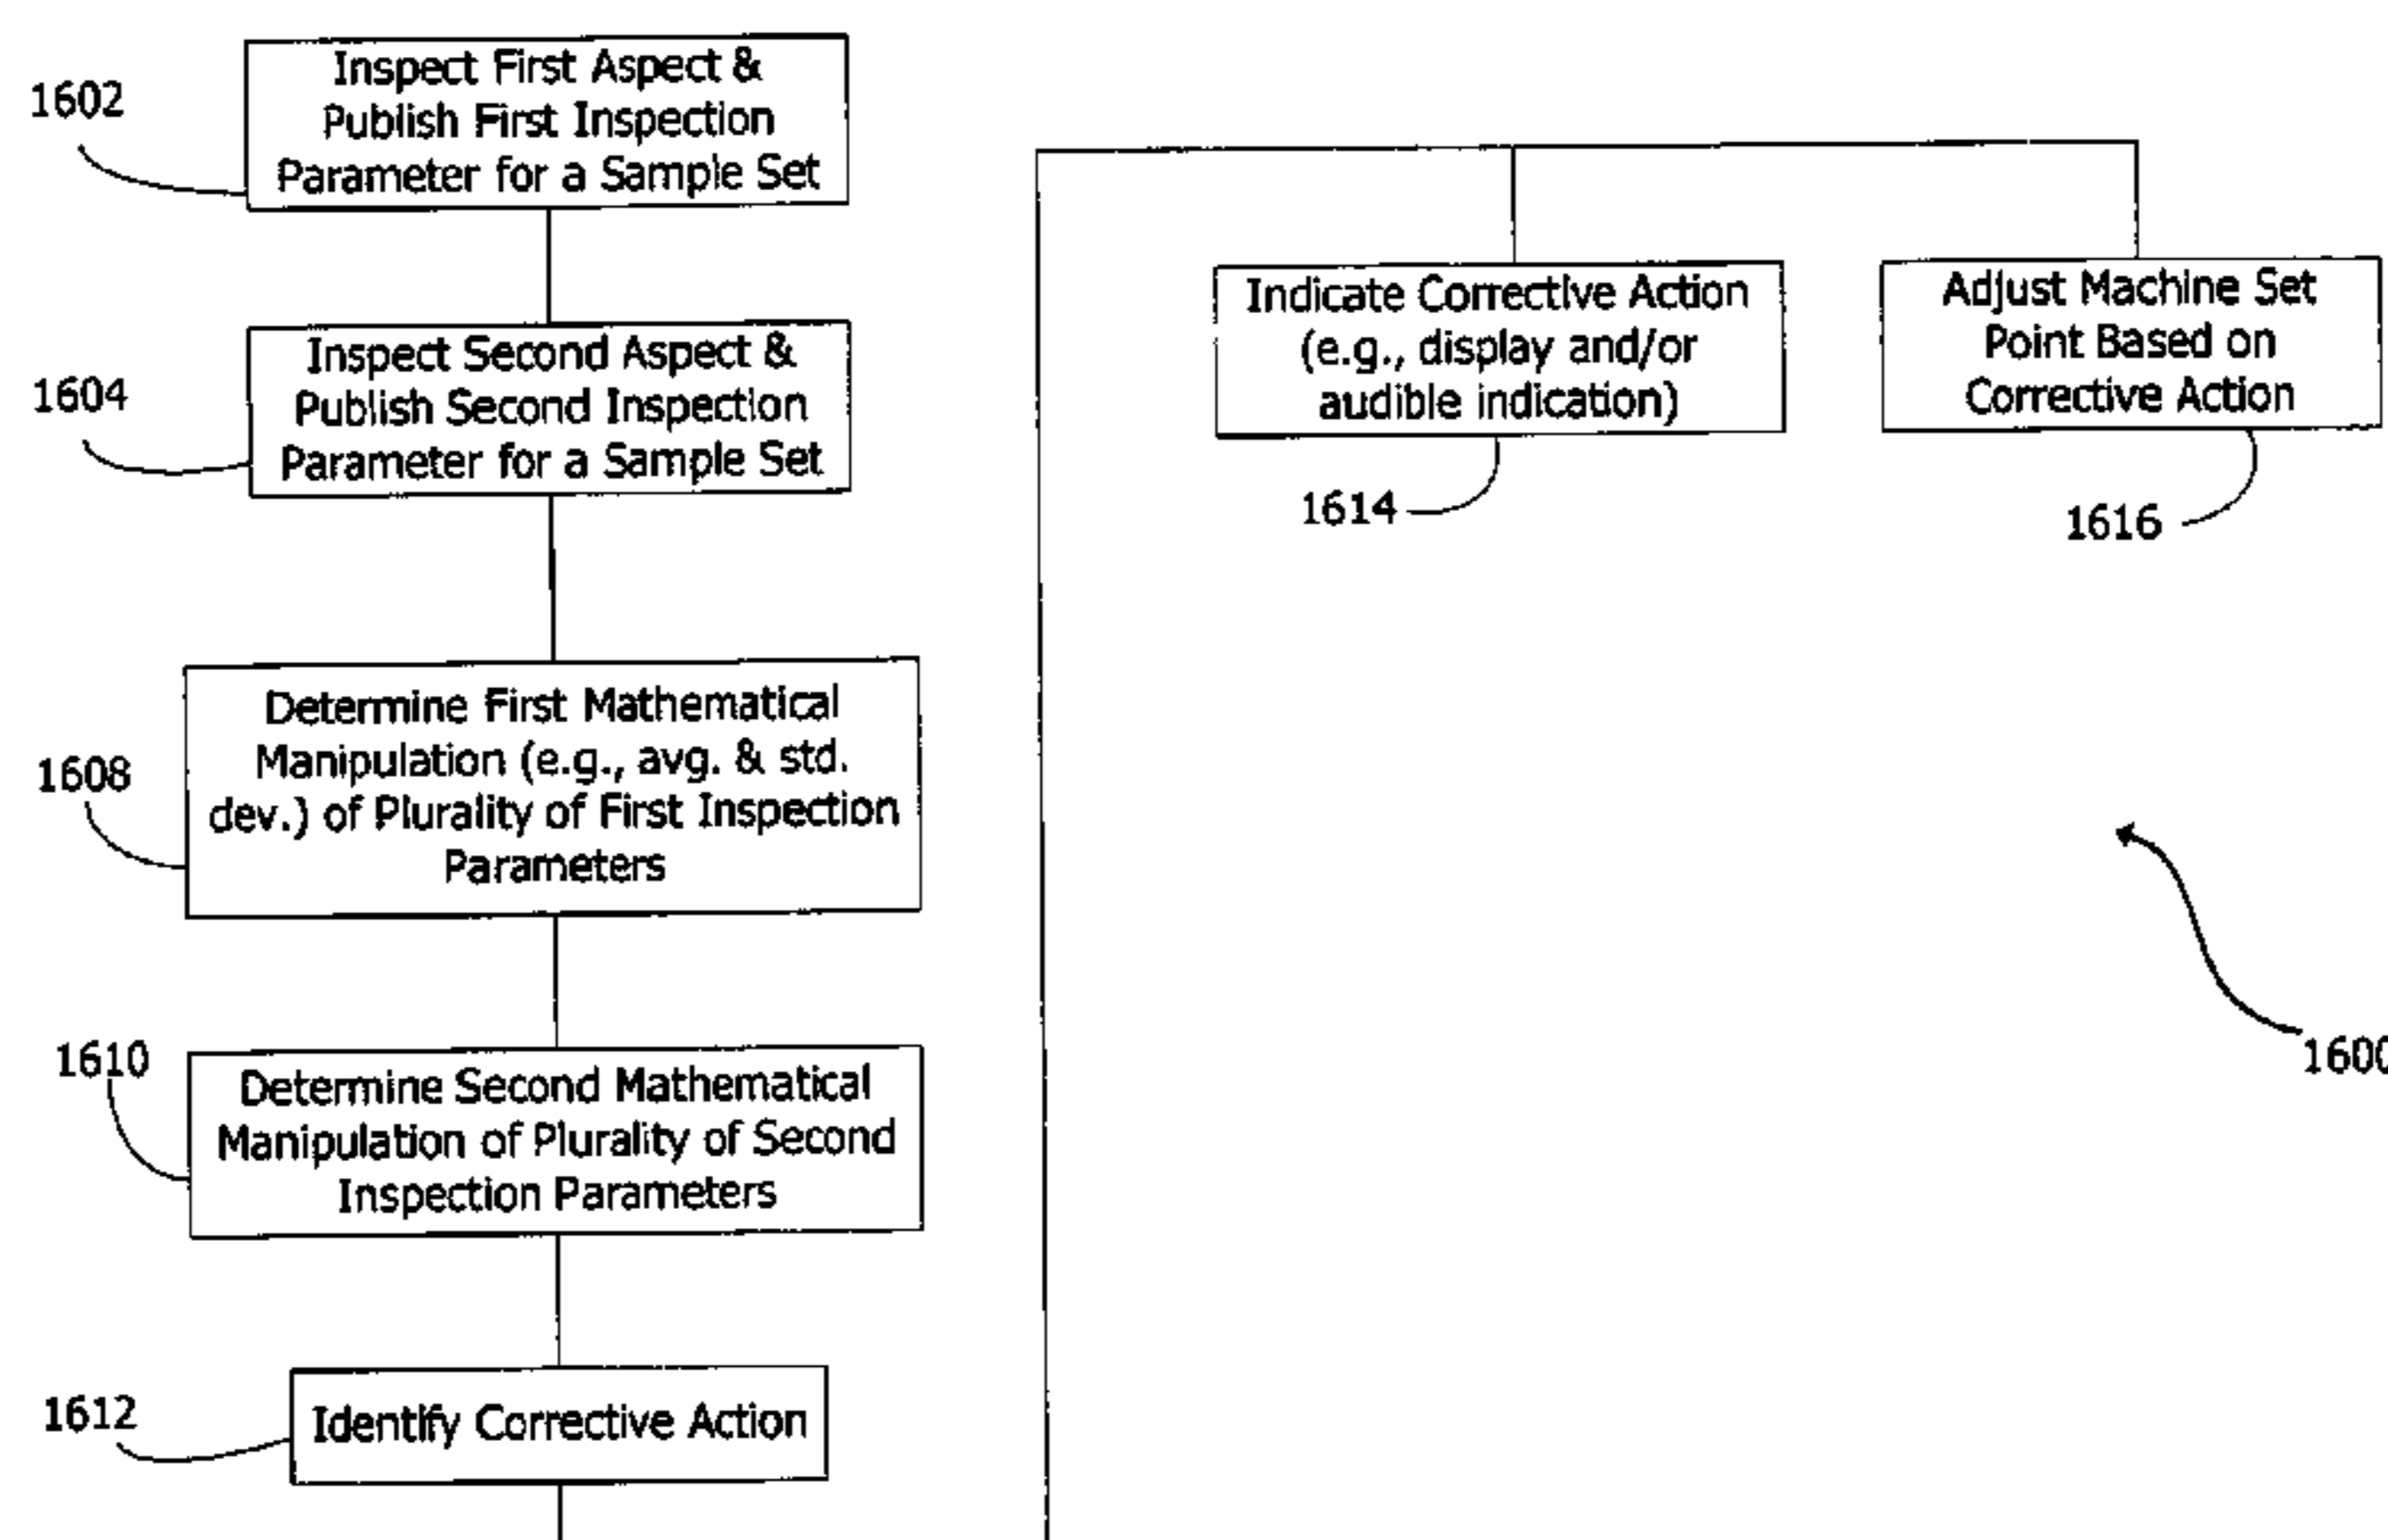 1602
Inspect First Aspect &
Publish First Inspection
Parameter for a Sample Set
1604
Inspect Second Aspect &
Publish Second Inspection
Parameter for a Sample Set
1608
Determine First Mathematical
Manipulation (e.g., avg. & std.
dev.) of Plurality of First Inspection
Parameters
1610
Determine Second Mathematical
Manipulation of Plurality of Second
Inspection Parameters
1612
Identify Corrective Action
Indicate Corrective Action
(e.g., display and/or
audible indication)
1614
Adjust Machine Set
Point Based on
Corrective Action
1616
1600